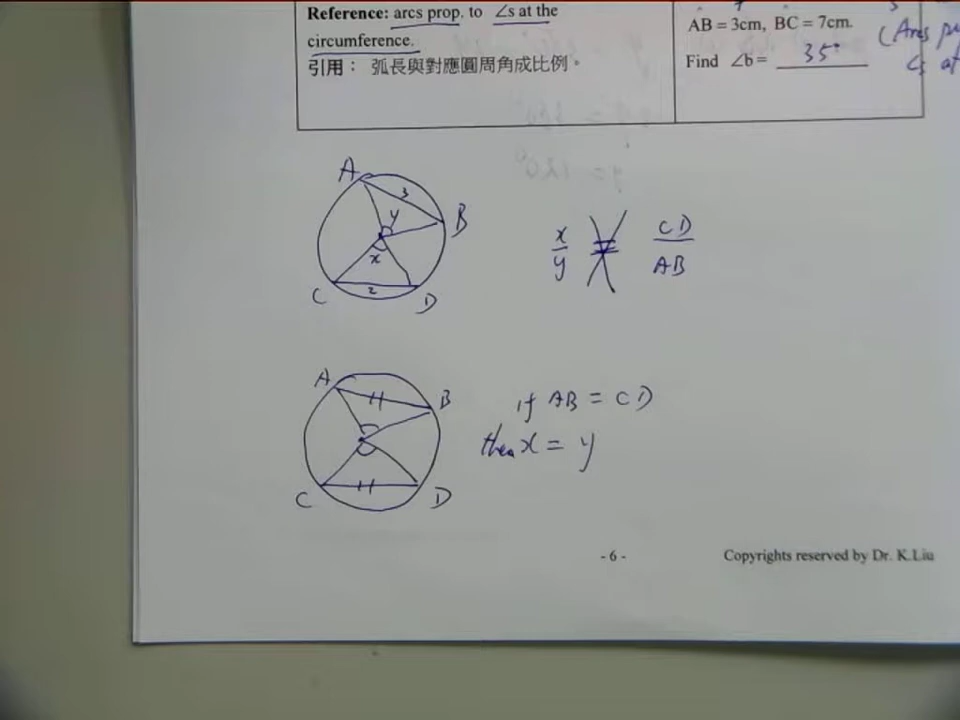 Reference: arcs prop. to ∠s at the
circumference.
引用： 弧長與對應圓周角成比例。
AB = 3cm, BC = 7cm.
Find ∠b = 35°
(Arcs
∠s at
A
3
B
y
x
C
2
D
x/y = CD/AB
A
B
C
D
if AB = CD
then x = y
- 6 -
Copyrights reserved by Dr. K.Liu